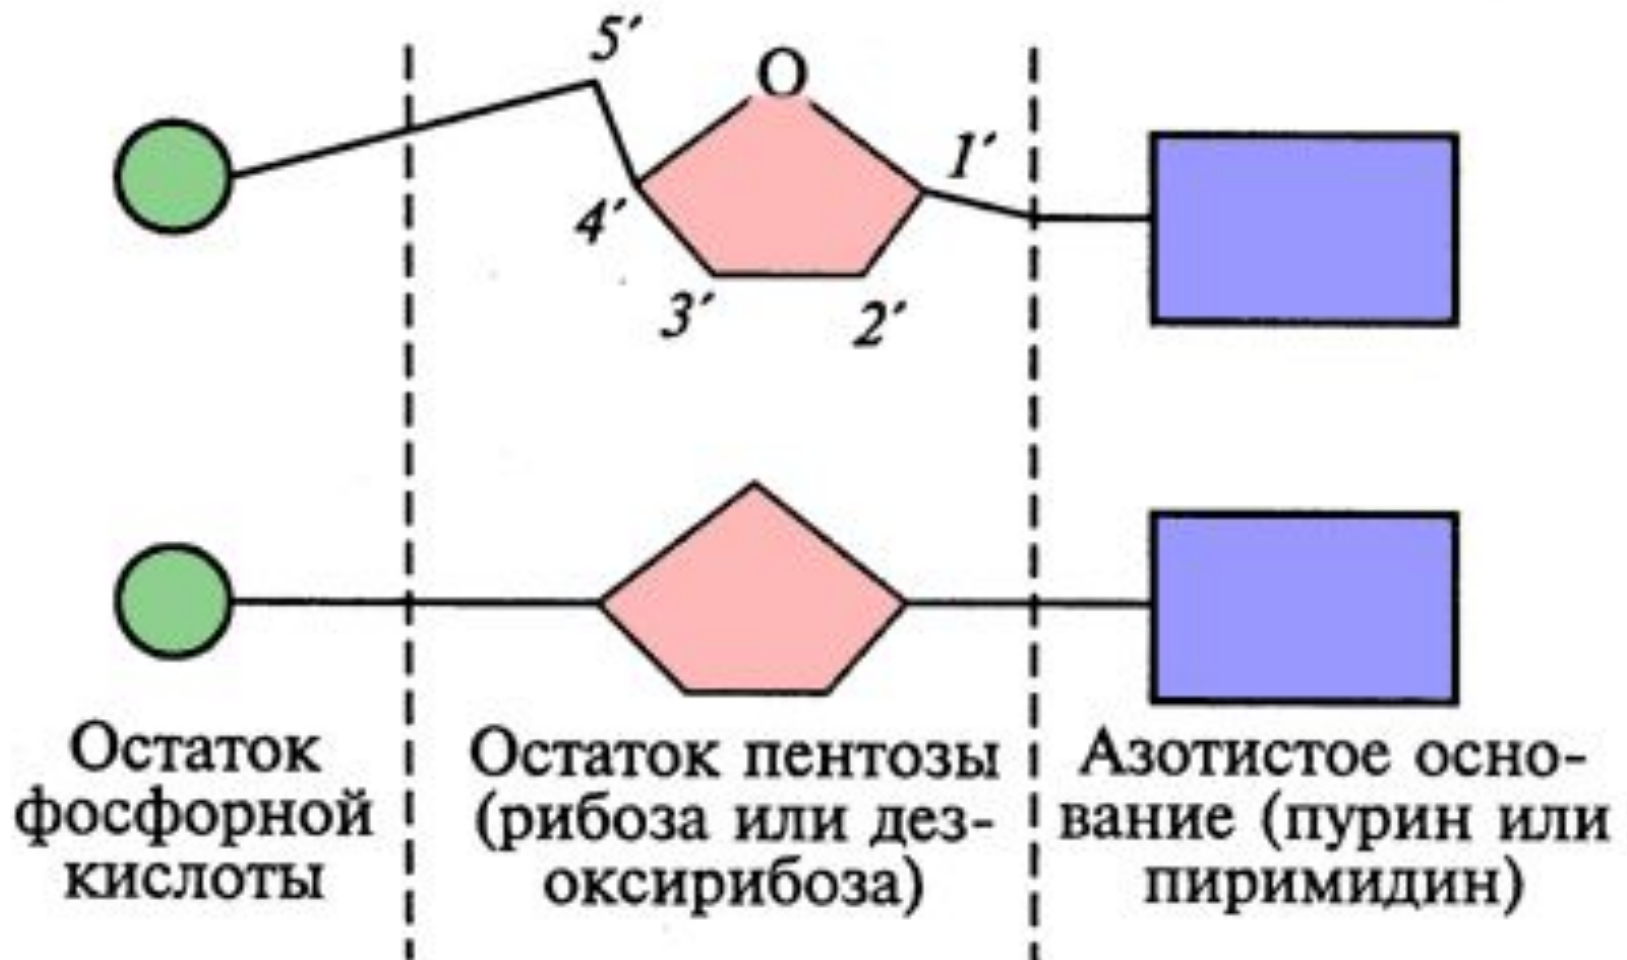 5′
O
1′
4′
3′
2′
Остаток
фосфорной
кислоты
Остаток пентозы
(рибоза или дез-
оксирибоза)
Азотистое осно-
вание (пурин или
пиримидин)